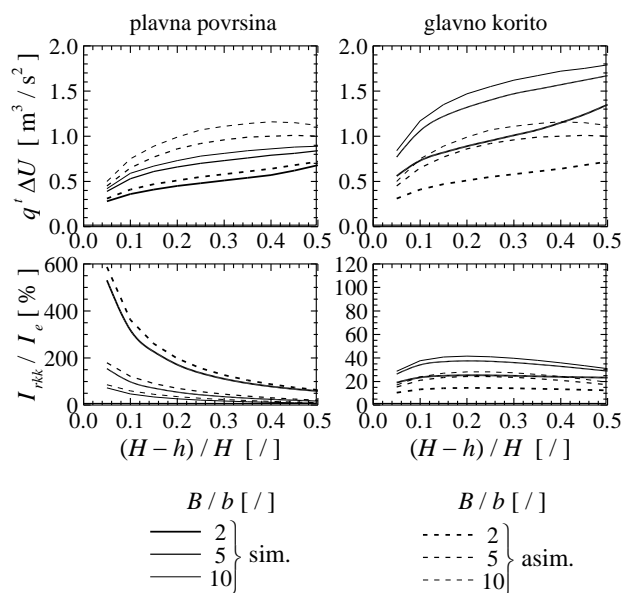 plavna povrsina
glavno korito
q' ΔU [ m³ / s² ]
2.0
1.5
1.0
0.5
0.0
0.0 0.1 0.2 0.3 0.4 0.5
2.0
1.5
1.0
0.5
0.0
0.0 0.1 0.2 0.3 0.4 0.5
I_rkk / I_e [ % ]
600
400
200
0
0.0 0.1 0.2 0.3 0.4 0.5
(H – h) / H [ / ]
120
100
80
60
40
20
0
0.0 0.1 0.2 0.3 0.4 0.5
(H – h) / H [ / ]
B / b [ / ]
2
5
10
sim.
B / b [ / ]
2
5
10
asim.